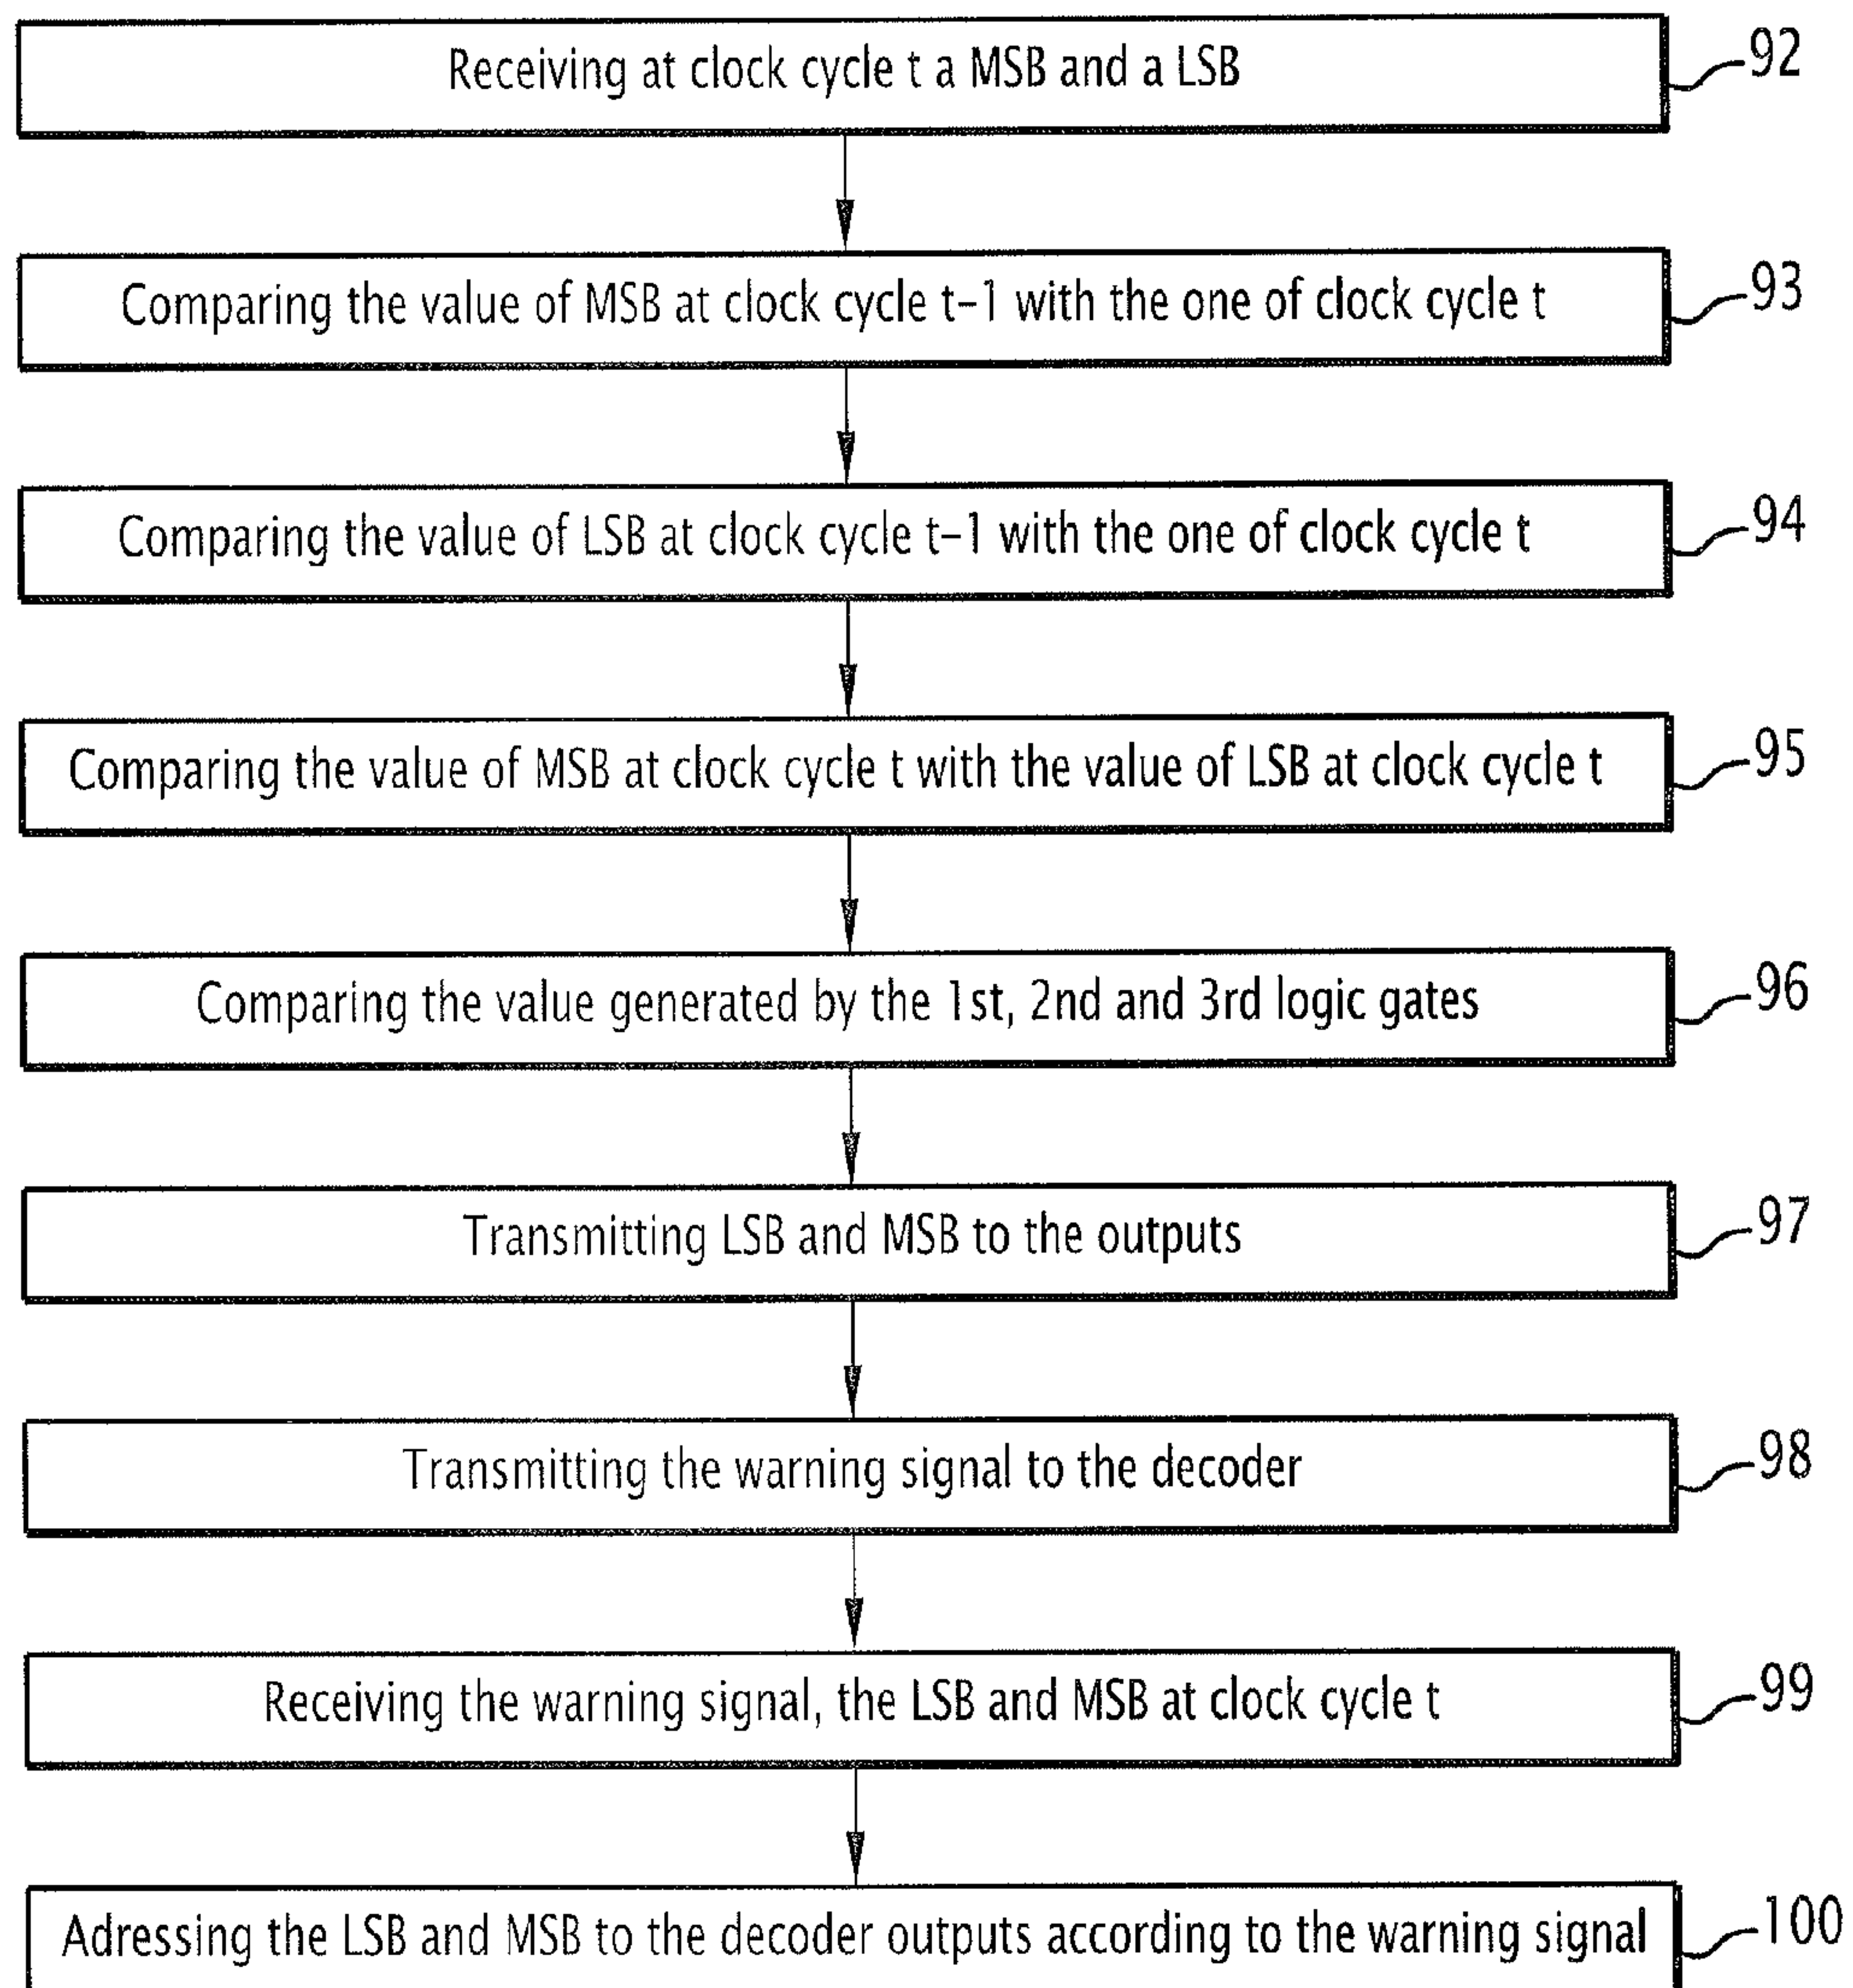 Receiving at clock cycle t a MSB and a LSB
92
Comparing the value of MSB at clock cycle t-1 with the one of clock cycle t
93
Comparing the value of LSB at clock cycle t-1 with the one of clock cycle t
94
Comparing the value of MSB at clock cycle t with the value of LSB at clock cycle t
95
Comparing the value generated by the 1st, 2nd and 3rd logic gates
96
Transmitting LSB and MSB to the outputs
97
Transmitting the warning signal to the decoder
98
Receiving the warning signal, the LSB and MSB at clock cycle t
99
Adressing the LSB and MSB to the decoder outputs according to the warning signal
100